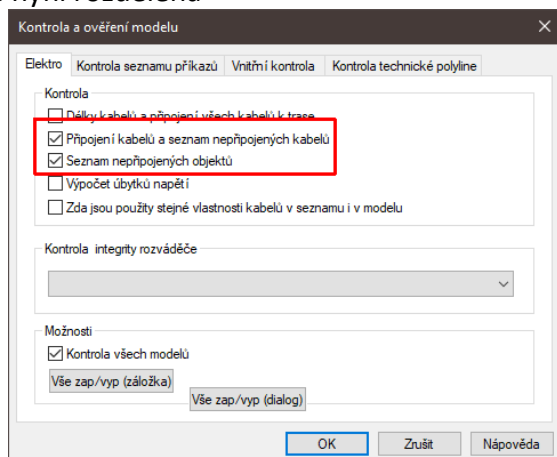 Kontrola a ověření modelu
Elektro Kontrola seznamu příkazů Vnitřní kontrola Kontrola technické polyline
Kontrola
Délky kabelů a připojení všech kabelů k trase
Připojení kabelů a seznam nepřipojených kabelů
Seznam nepřipojených objektů
Výpočet úbytků napětí
Zda jsou použity stejné vlastnosti kabelů v seznamu i v modelu
Kontrola integrity rozváděče
Možnosti
Kontrola všech modelů
Vše zap/vyp (záložka)
Vše zap/vyp (dialog)
OK Zrušit Nápověda